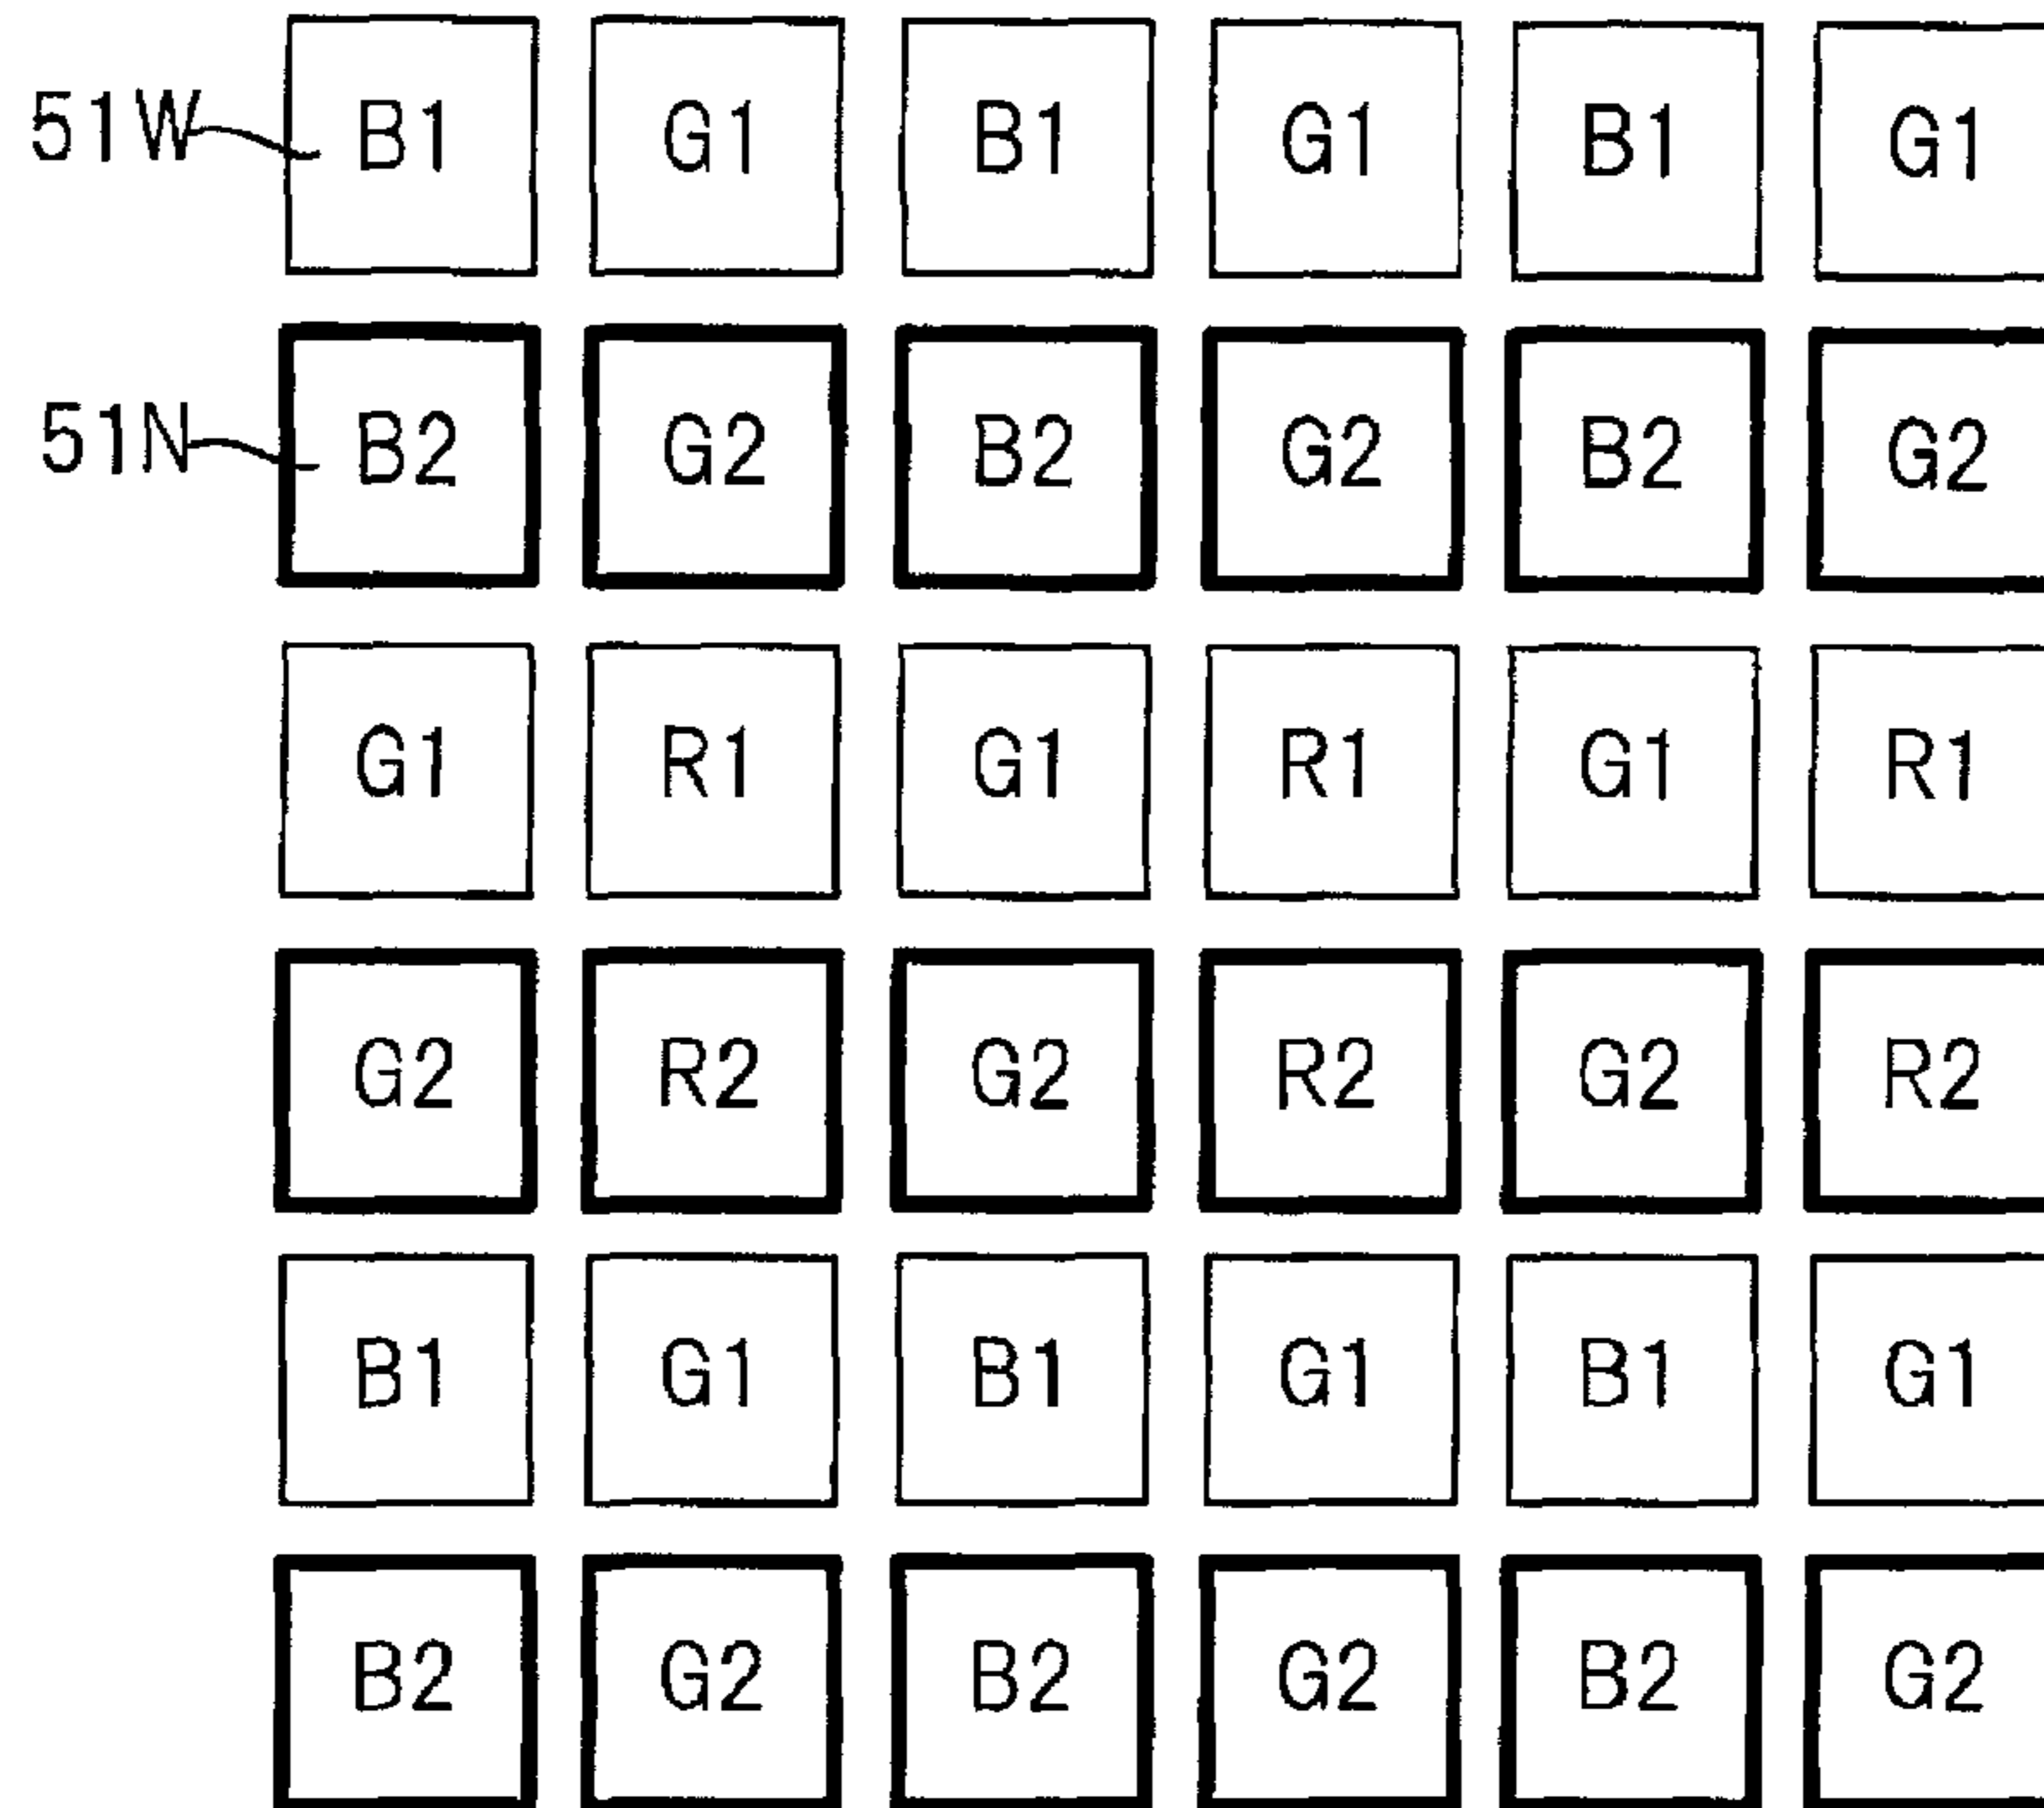 51W B1 G1 B1 G1 B1 G1
51N B2 G2 B2 G2 B2 G2
G1 R1 G1 R1 G1 R1
G2 R2 G2 R2 G2 R2
B1 G1 B1 G1 B1 G1
B2 G2 B2 G2 B2 G2